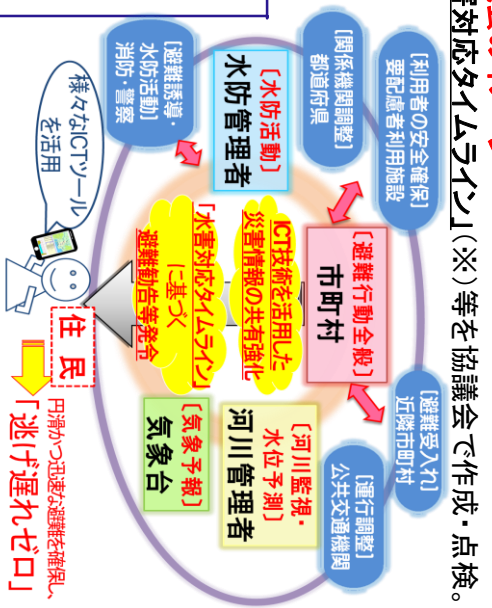 害対応タイムライン」(※)等を協議会で作成・点検。
[利用者の安全確保]
要配慮者利用施設
[関係機関調整]
都道府県
[避難誘導・
水防活動]
消防・警察
[避難受入れ]
近隣市町村
[運行調整]
公共交通機関
[避難行動全般]
市町村
[水防活動]
水防管理者
[河川監視・
水位予測]
河川管理者
[気象予報]
気象台
ICT技術を活用した
災害情報の共有強化
「水害対応タイムライン」
に基づく
避難勧告等発令
様々なICTツール
を活用
住民
円滑かつ迅速な避難を確保し、
「逃げ遅れゼロ」